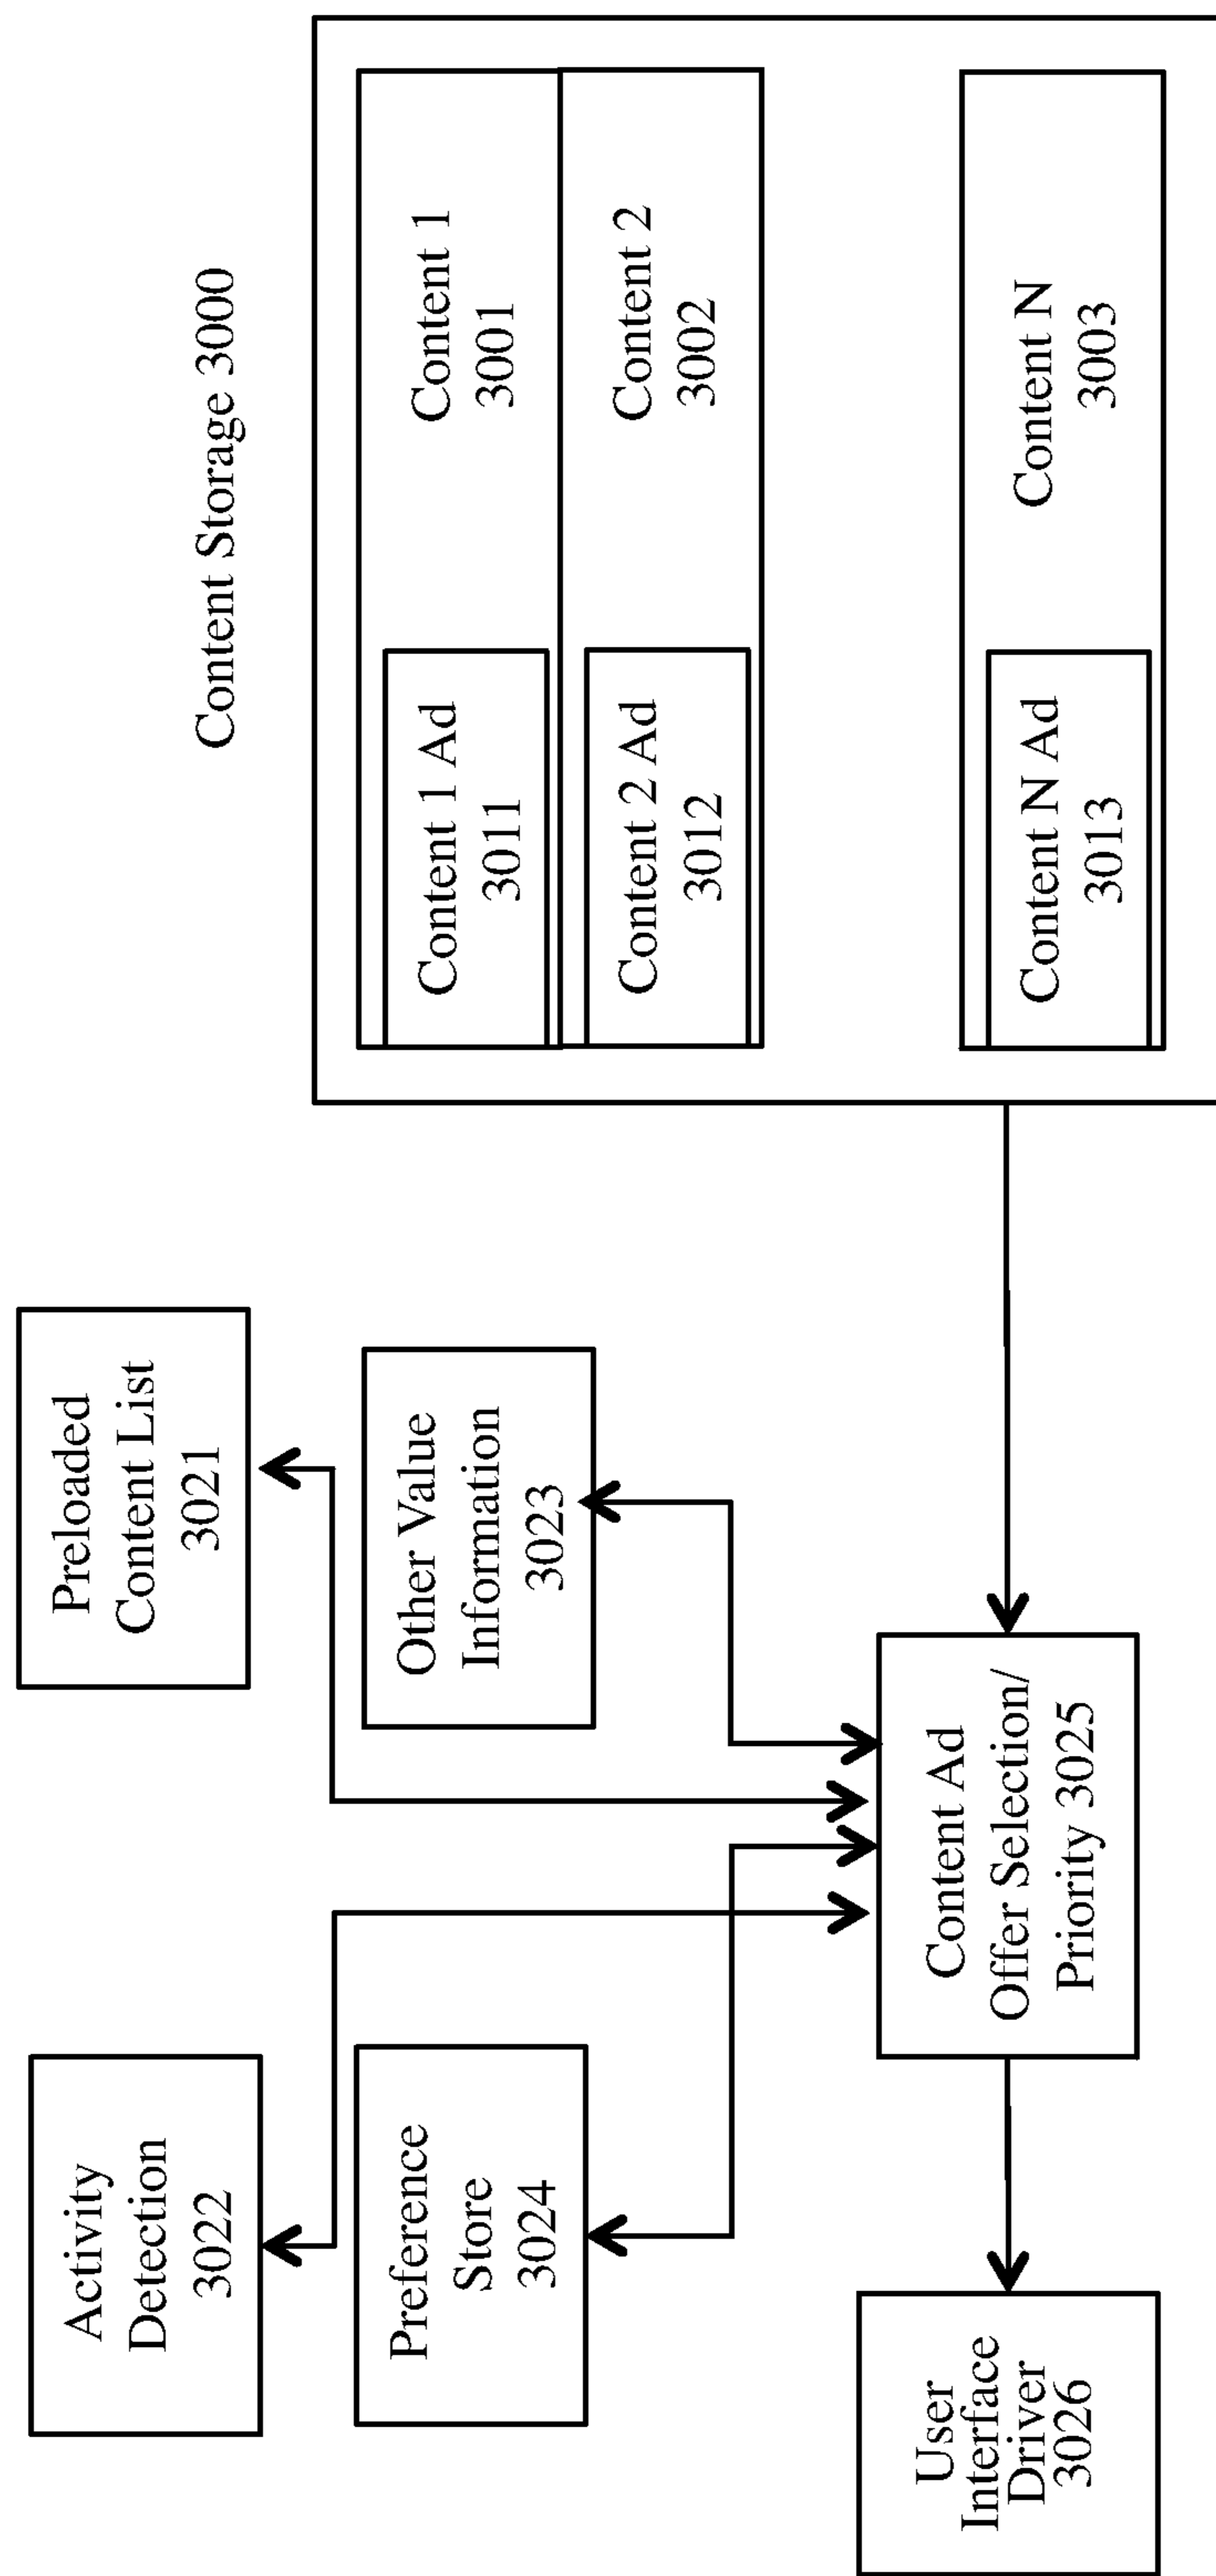 Content Storage 3000
Activity
Detection
3022
Preloaded
Content List
3021
Preference
Store
3024
Other Value
Information
3023
Content 1 Ad
3011
Content 1
3001
Content 2 Ad
3012
Content 2
3002
User
Interface
Driver
3026
Content Ad
Offer Selection/
Priority 3025
Content N Ad
3013
Content N
3003